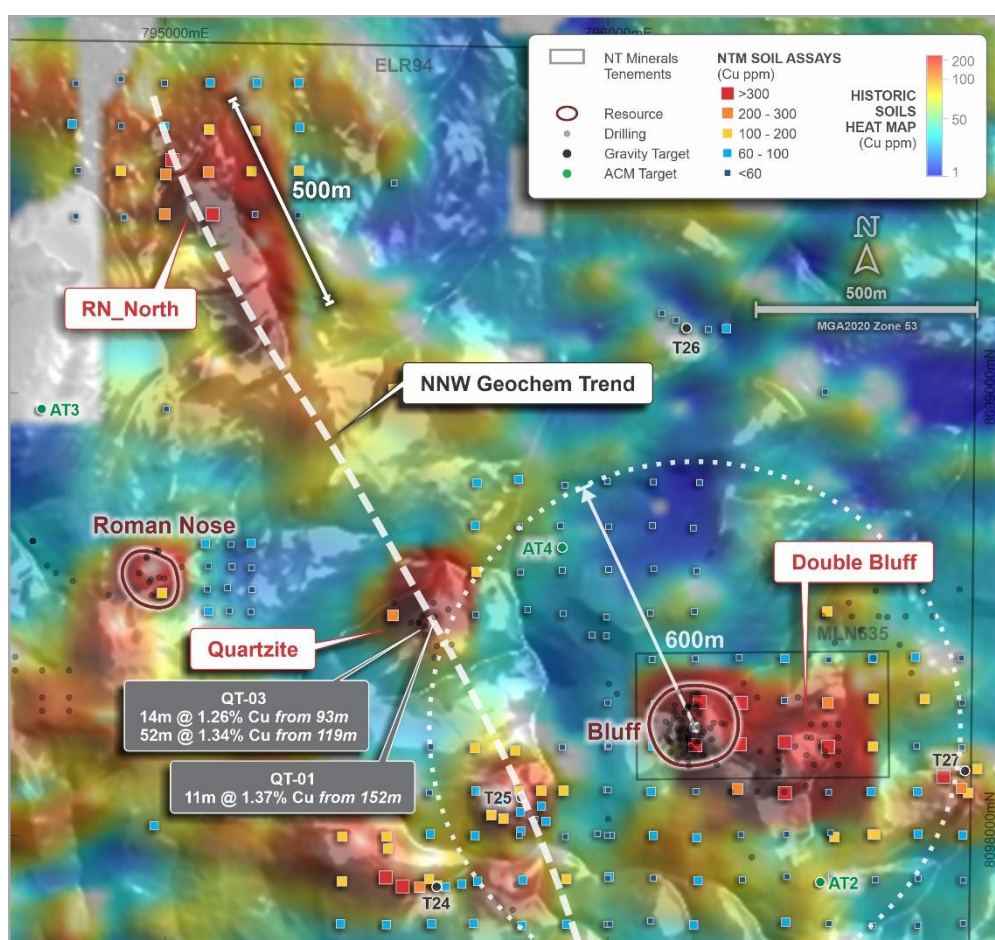 795000mE
796000mE
ELR94
NT Minerals
Tenements
Resource
Drilling
Gravity Target
ACM Target
NTM SOIL ASSAYS
(Cu ppm)
>300
200 - 300
100 - 200
60 - 100
<60
HISTORIC
SOILS
HEAT MAP
(Cu ppm)
200
100
50
1
500m
N
500m
MGA2020 Zone 53
RN_North
T26
NNW Geochem Trend
8099000mN
AT3
Roman Nose
AT4
Double Bluff
MLN635
600m
Quartzite
QT-03
14m @ 1.26% Cu from 93m
52m @ 1.34% Cu from 119m
Bluff
QT-01
11m @ 1.37% Cu from 152m
T27
T25
8098000mN
T24
AT2